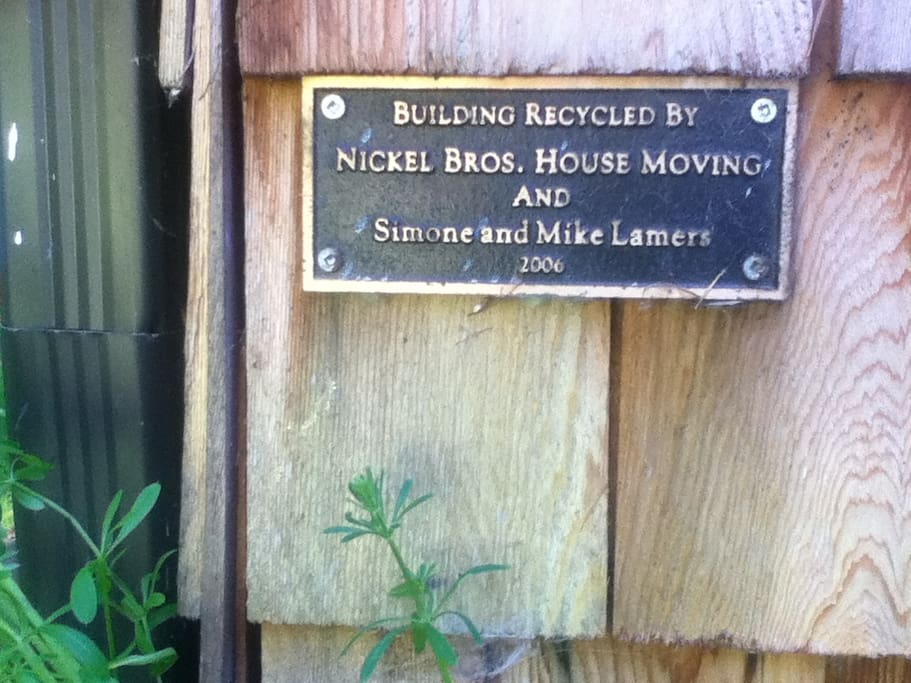 BUILDING RECYCLED BY
NICKEL BROS. HOUSE MOVING
AND
Simone and Mike Lamers
2006